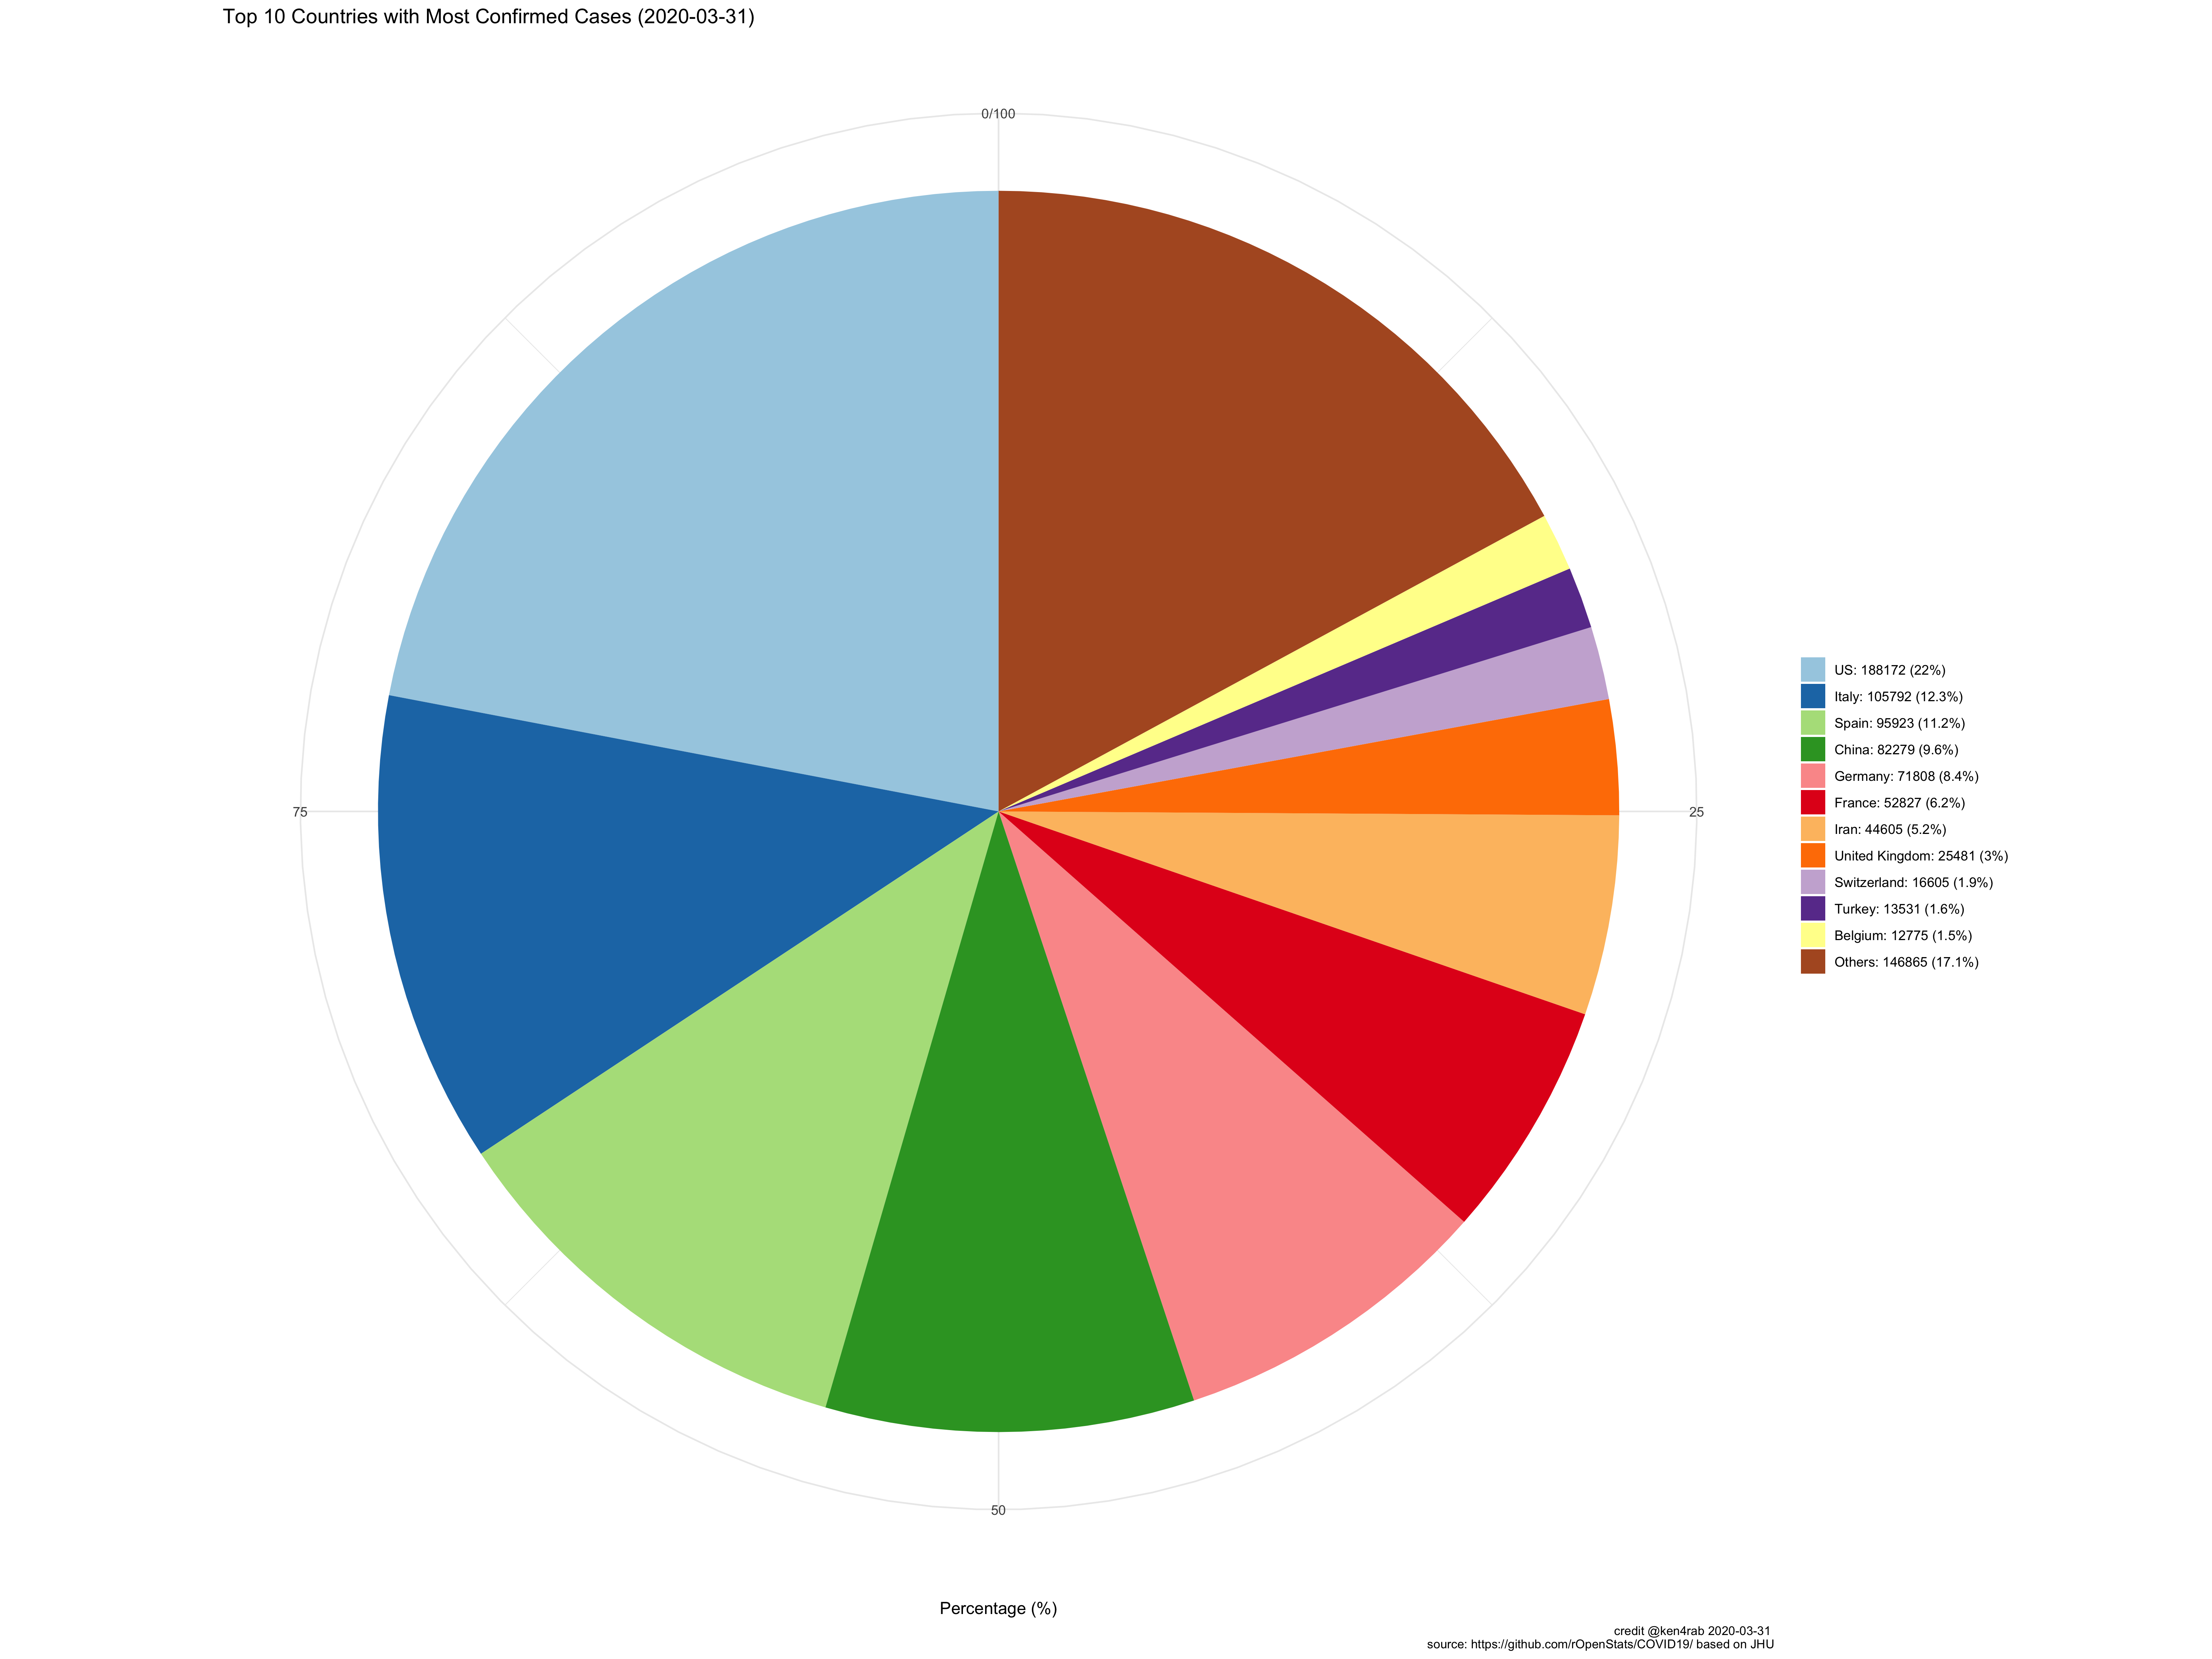 Top 10 Countries with Most Confirmed Cases (2020-03-31)
0/100
75
25
50
US: 188172 (22%)
Italy: 105792 (12.3%)
Spain: 95923 (11.2%)
China: 82279 (9.6%)
Germany: 71808 (8.4%)
France: 52827 (6.2%)
Iran: 44605 (5.2%)
United Kingdom: 25481 (3%)
Switzerland: 16605 (1.9%)
Turkey: 13531 (1.6%)
Belgium: 12775 (1.5%)
Others: 146865 (17.1%)
Percentage (%)
credit @ken4rab 2020-03-31
source: https://github.com/rOpenStats/COVID19/ based on JHU